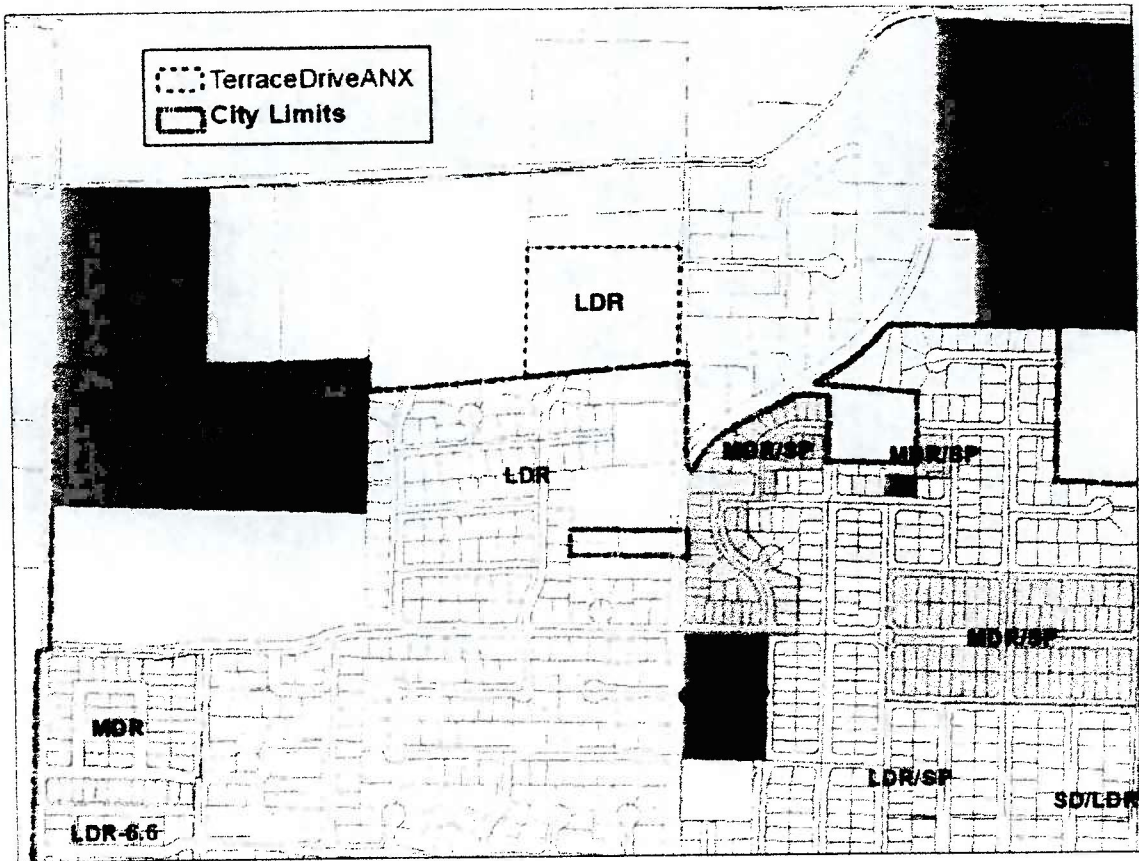 TerraceDriveANX
City Limits
LDR
LDR
MDR/SP
MDR/SP
MDR/SP
MDR
LDR/SP
SD/LDR
LDR-6.6